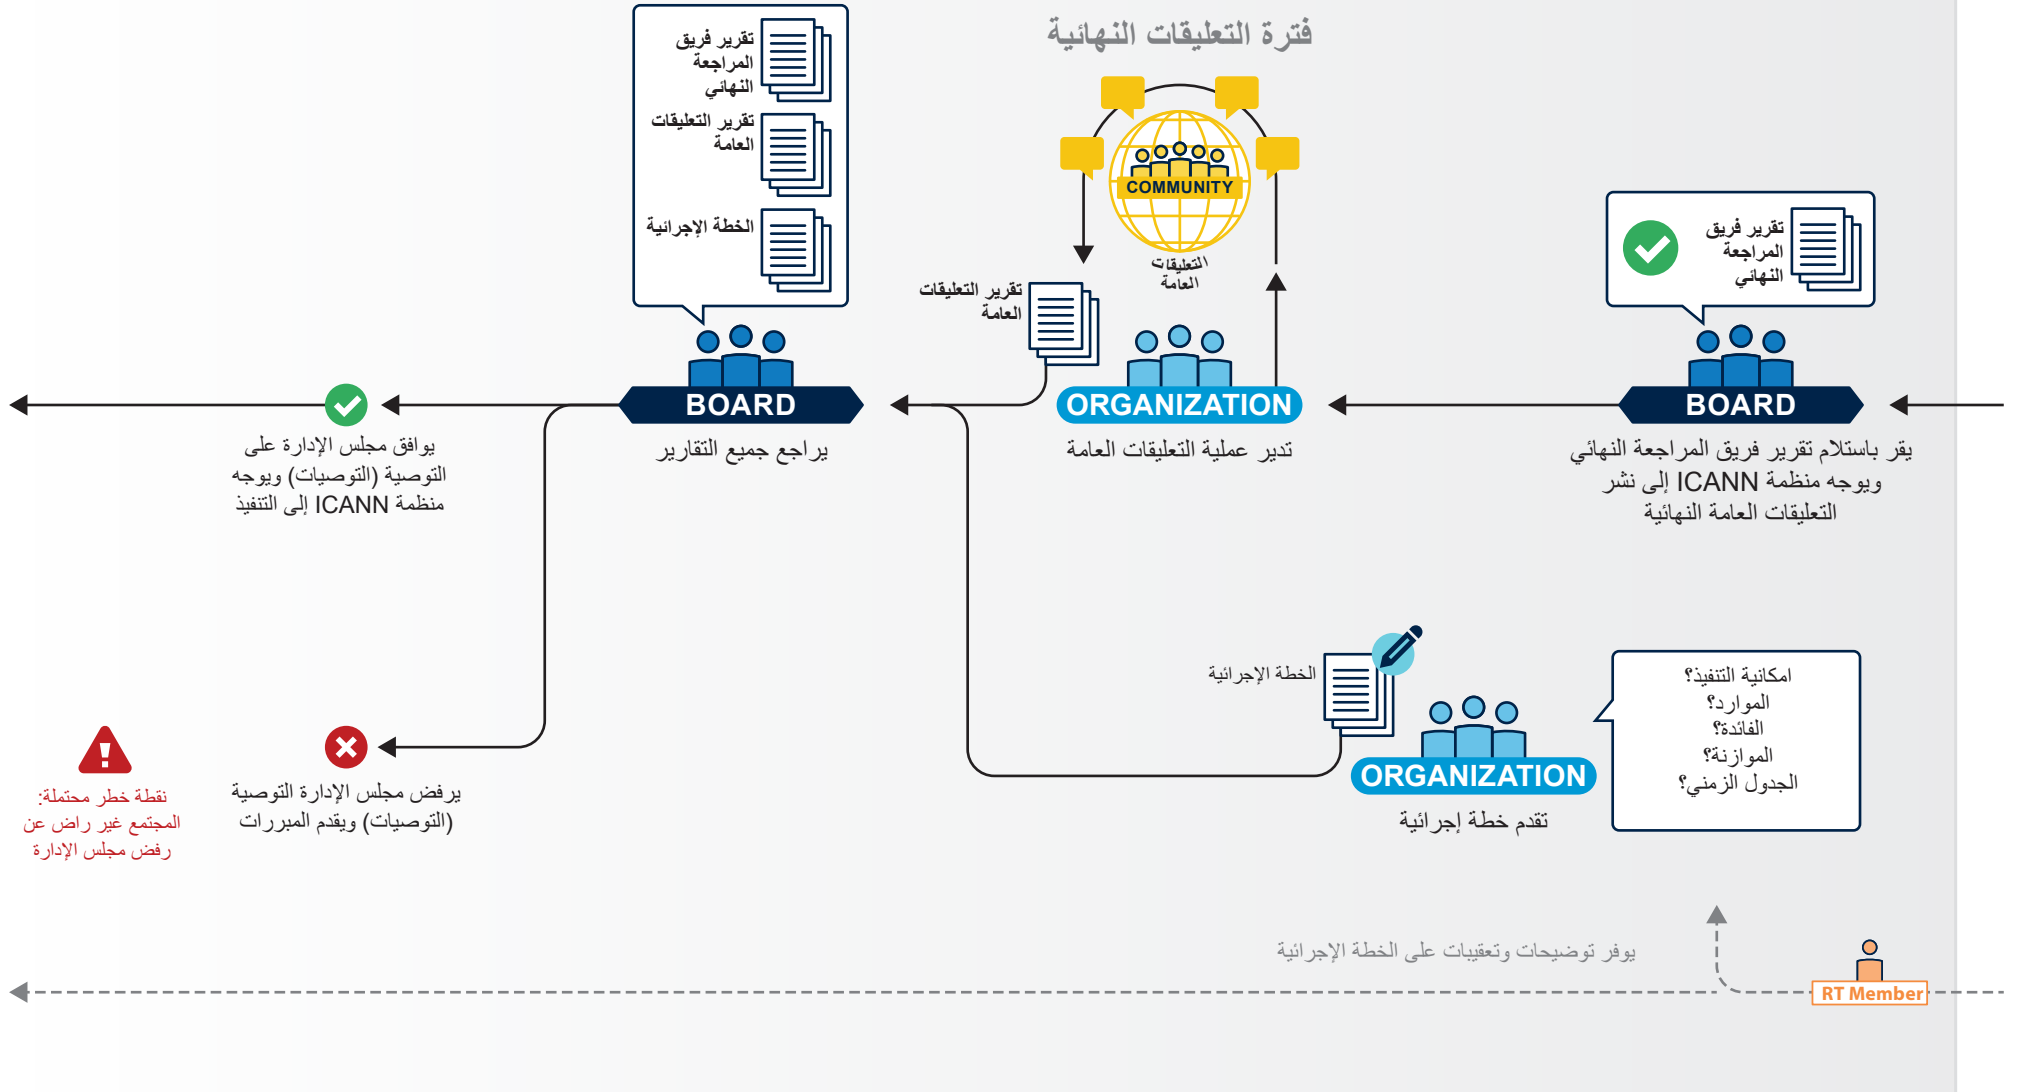 فترة التعليقات النهائية
تقرير فريق
المراجعة
النهائي
BOARD
يقر باستلام تقرير فريق المراجعة النهائي
ويوجه منظمة ICANN إلى نشر
التعليقات العامة النهائية
COMMUNITY
التعليقات
العامة
تقرير التعليقات
العامة
ORGANIZATION
تدير عملية التعليقات العامة
تقرير فريق
المراجعة
النهائي
تقرير التعليقات
العامة
الخطة الإجرائية
BOARD
يراجع جميع التقارير
يوافق مجلس الإدارة على
التوصية (التوصيات) ويوجه
منظمة ICANN إلى التنفيذ
امكانية التنفيذ؟
الموارد؟
الفائدة؟
الموازنة؟
الجدول الزمني؟
الخطة الإجرائية
ORGANIZATION
تقدم خطة إجرائية
يرفض مجلس الإدارة التوصية
(التوصيات) ويقدم المبررات
نقطة خطر محتملة:
المجتمع غير راض عن
رفض مجلس الإدارة
يوفر توضيحات وتعقيبات على الخطة الإجرائية
RT Member